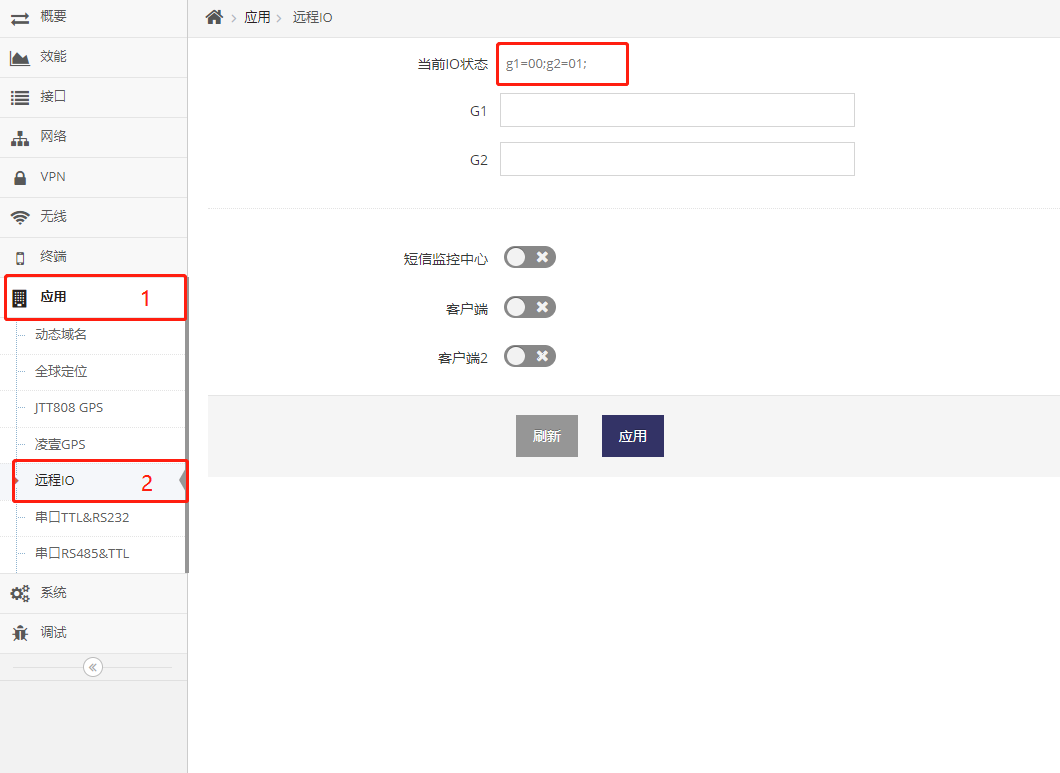 概要
效能
接口
网络
VPN
无线
终端
应用 1
动态域名
全球定位
JTT808 GPS
凌壹GPS
远程IO 2
串口TTL&RS232
串口RS485&TTL
系统
调试
应用 远程IO
当前IO状态 g1=00;g2=01;
G1
G2
短信监控中心
客户端
客户端2
刷新 应用